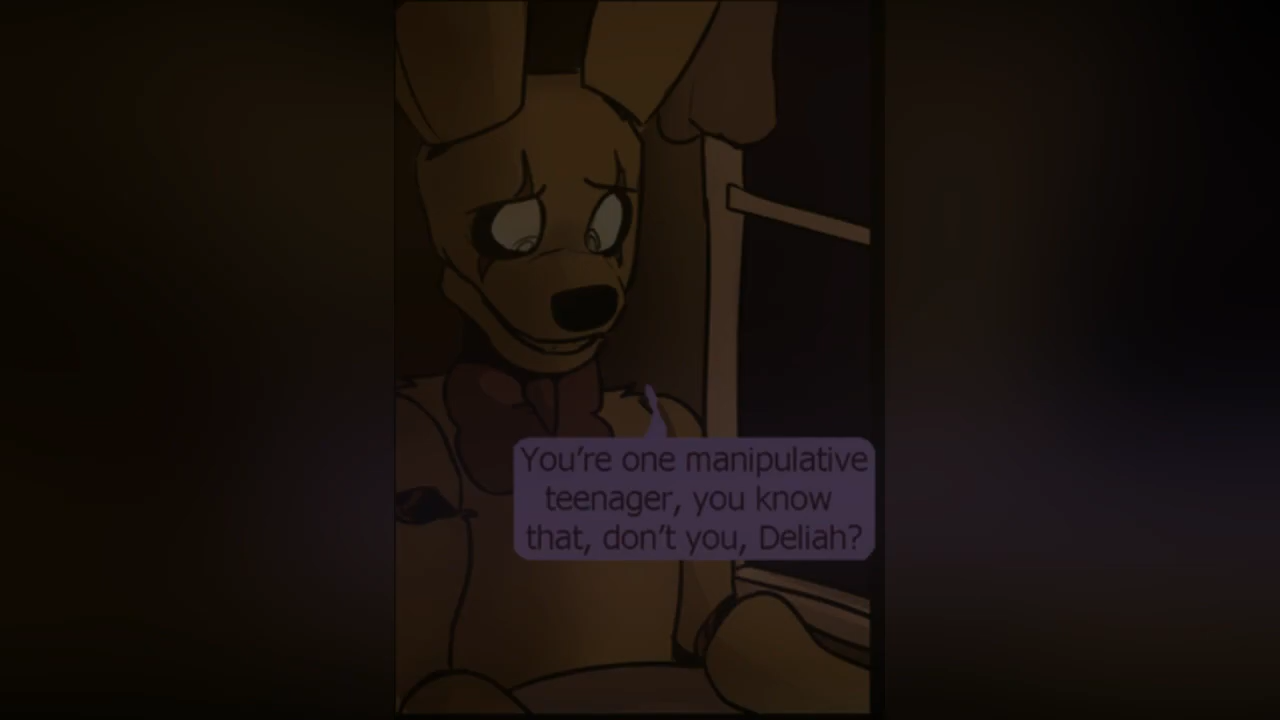 You're one manipulative
teenager, you know
that, don't you, Deliah?